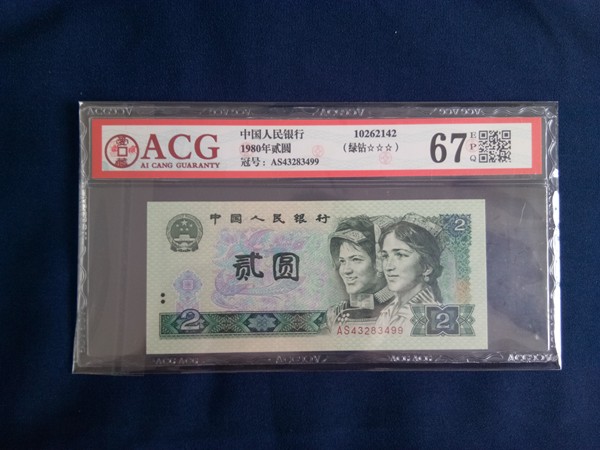 ACG
AI CANG GUARANTY
中国人民银行
1980年贰圆
冠号: AS43283499
10262142
(绿钻☆☆☆)
67
E
P
Q
中国人民银行
贰圆
2
2
2
AS43283499